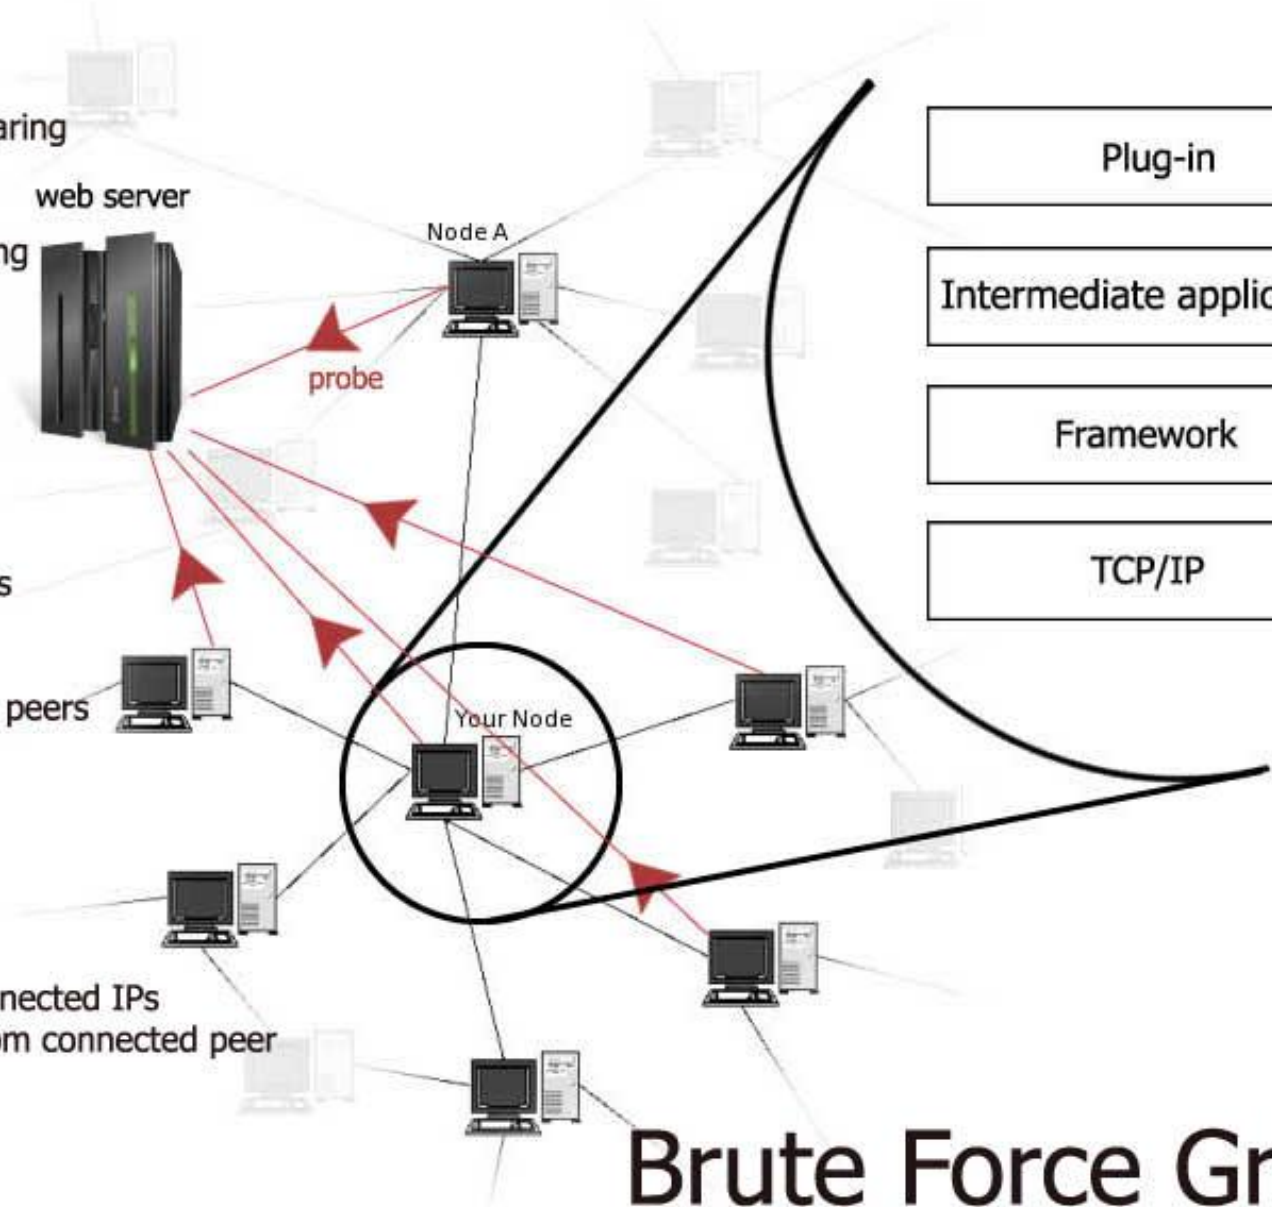 aring
web server
ng
Node A
probe
s
peers
Your Node
nected IPs
om connected peer
Plug-in
Intermediate applic
Framework
TCP/IP
Brute Force Gr